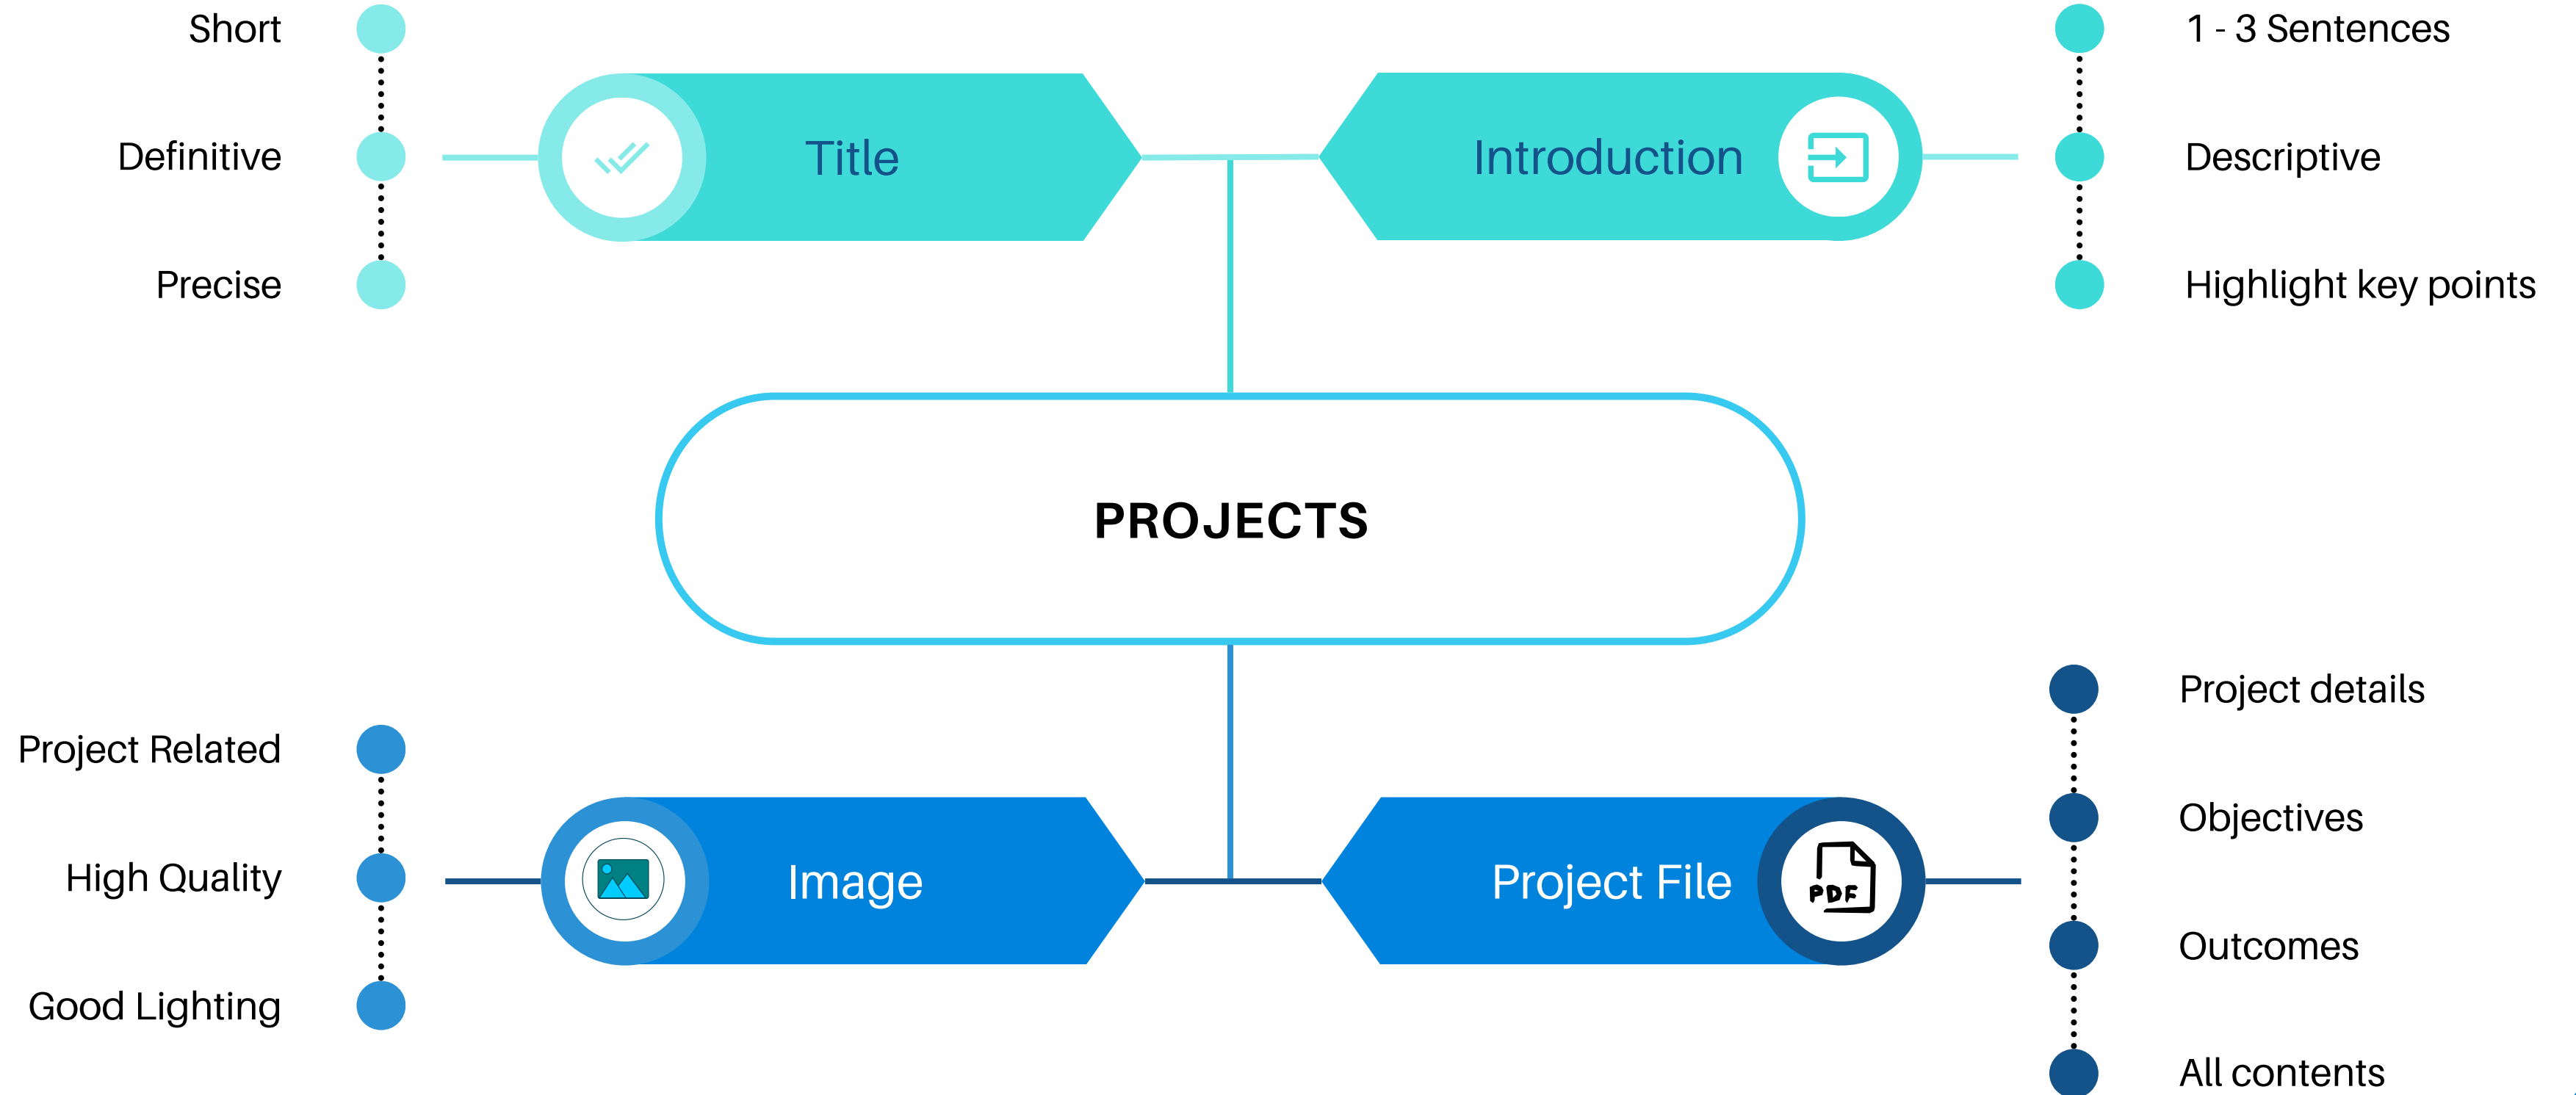 Short
Definitive
Precise
Title
Introduction
1 - 3 Sentences
Descriptive
Highlight key points
PROJECTS
Project Related
High Quality
Good Lighting
Image
Project File
PDF
Project details
Objectives
Outcomes
All contents